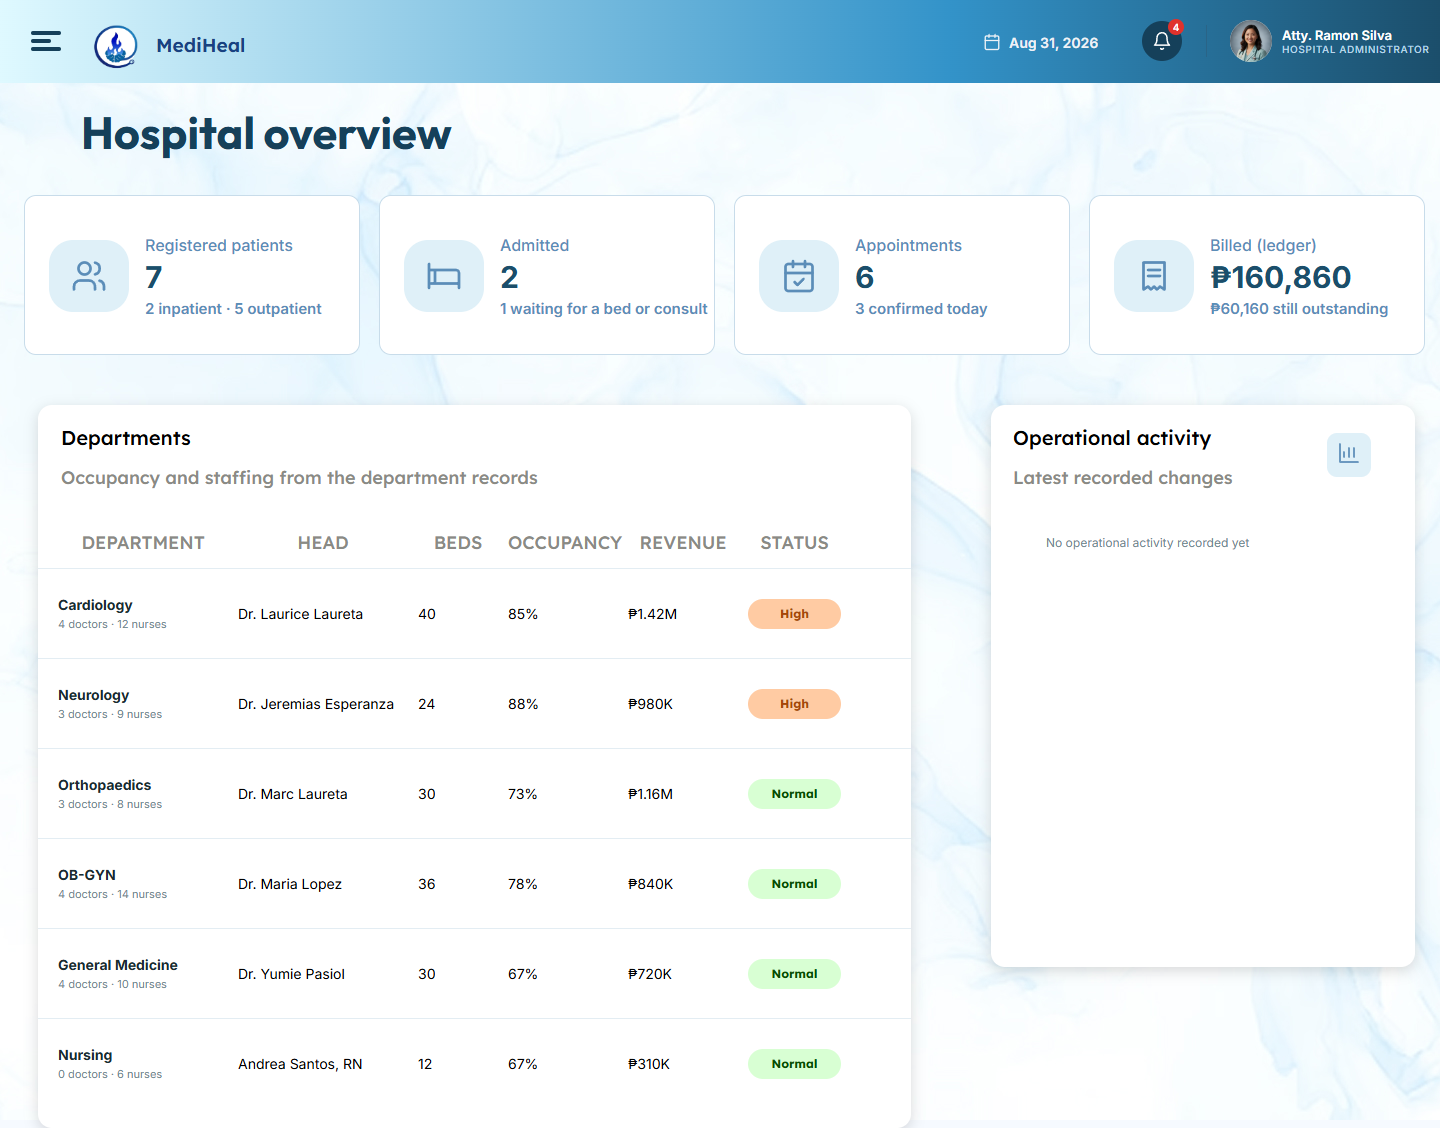 MediHeal
Aug 31, 2026
4
Atty. Ramon Silva
HOSPITAL ADMINISTRATOR
Hospital overview
Registered patients
7
2 inpatient · 5 outpatient
Admitted
2
1 waiting for a bed or consult
Appointments
6
3 confirmed today
Billed (ledger)
₱160,860
₱60,160 still outstanding
Departments
Occupancy and staffing from the department records
DEPARTMENT HEAD BEDS OCCUPANCY REVENUE STATUS
Cardiology
4 doctors · 12 nurses
Dr. Laurice Laureta 40 85% ₱1.42M High
Neurology
3 doctors · 9 nurses
Dr. Jeremias Esperanza 24 88% ₱980K High
Orthopaedics
3 doctors · 8 nurses
Dr. Marc Laureta 30 73% ₱1.16M Normal
OB-GYN
4 doctors · 14 nurses
Dr. Maria Lopez 36 78% ₱840K Normal
General Medicine
4 doctors · 10 nurses
Dr. Yumie Pasiol 30 67% ₱720K Normal
Nursing
0 doctors · 6 nurses
Andrea Santos, RN 12 67% ₱310K Normal
Operational activity
Latest recorded changes
No operational activity recorded yet